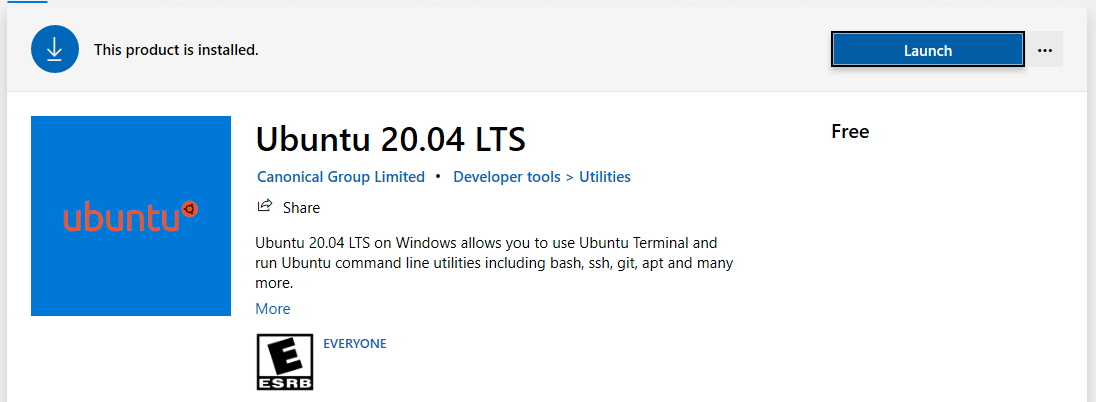 This product is installed.
Launch
ubuntu
Ubuntu 20.04 LTS
Free
Canonical Group Limited • Developer tools > Utilities
Share
Ubuntu 20.04 LTS on Windows allows you to use Ubuntu Terminal and
run Ubuntu command line utilities including bash, ssh, git, apt and many
more.
More
E
ESRB
EVERYONE